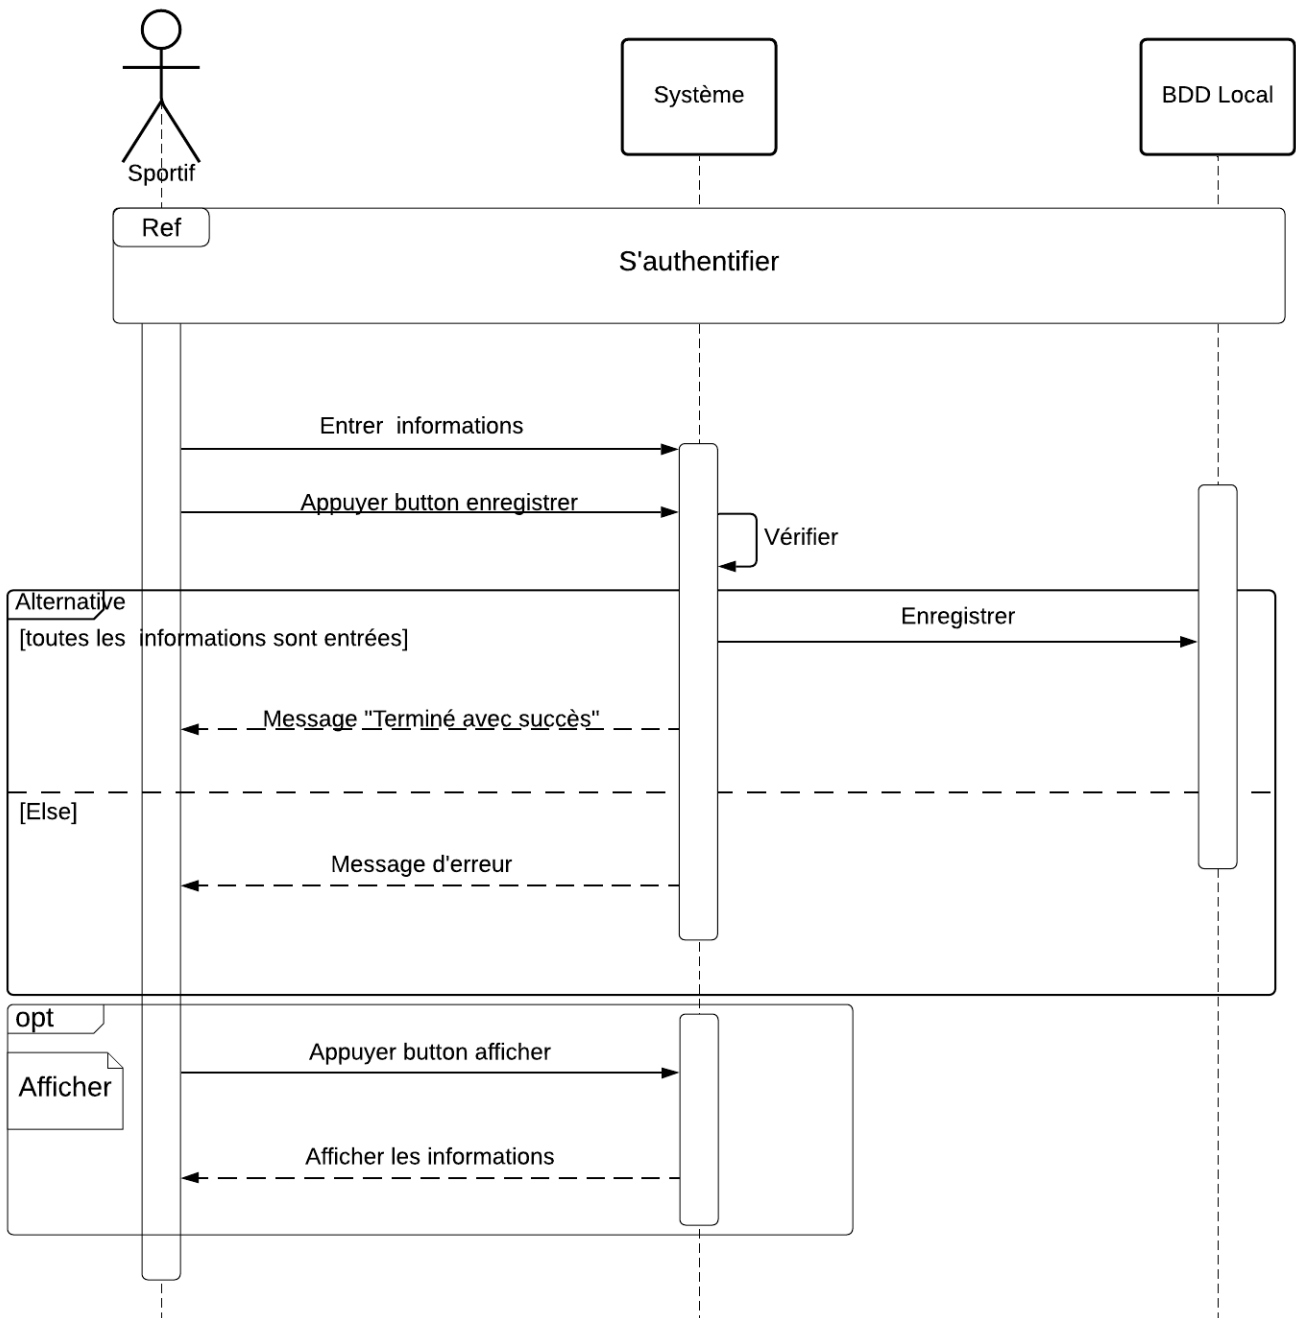 Sportif
Système
BDD Local
Ref
S'authentifier
Entrer  informations
Appuyer button enregistrer
Vérifier
Alternative
[toutes les  informations sont entrées]
Enregistrer
Message "Terminé avec succès"
[Else]
Message d'erreur
opt
Appuyer button afficher
Afficher
Afficher les informations